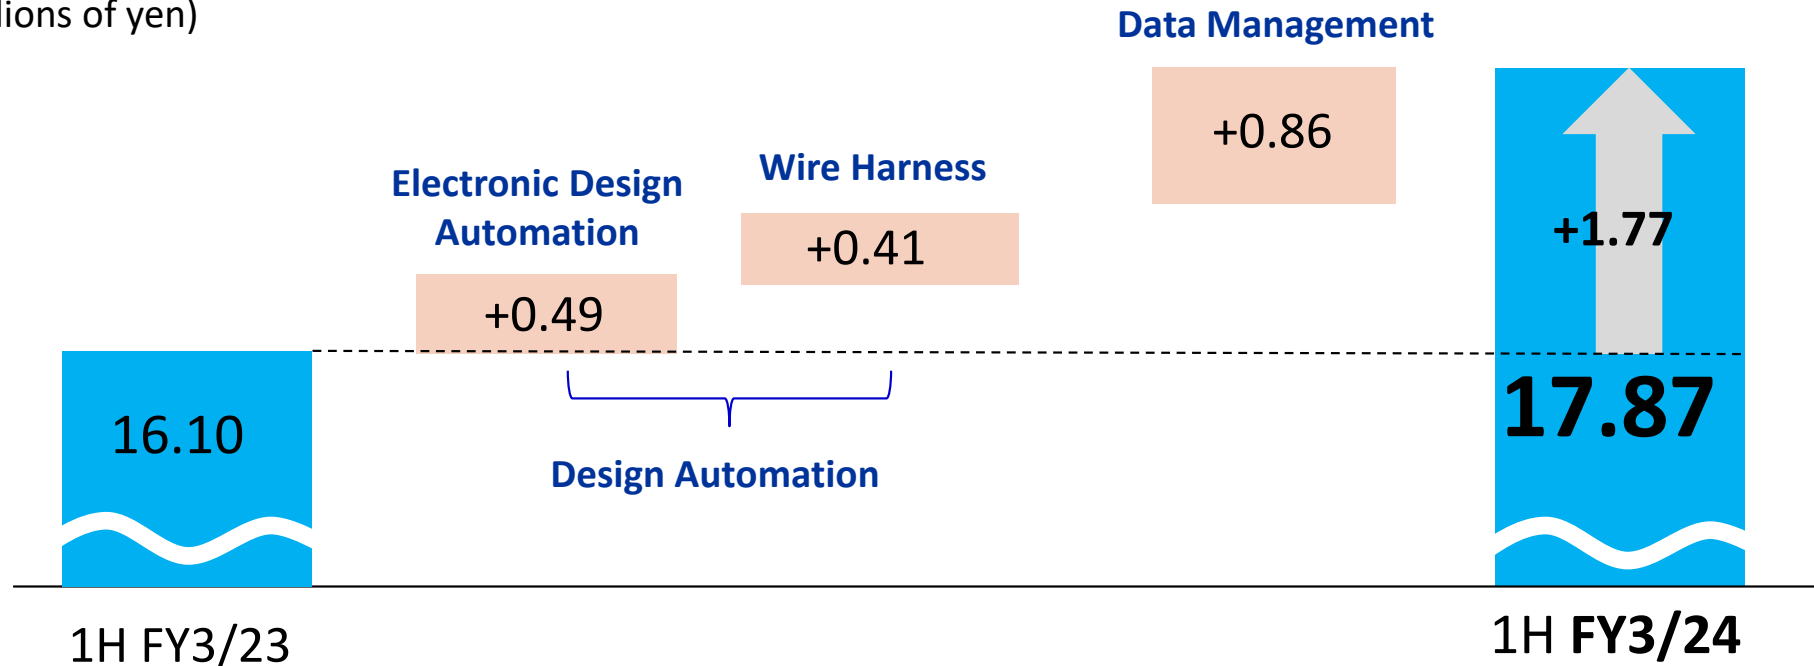 of yen)
Data Management
+0.86
Wire Harness
Electronic Design
Automation
+0.41
+1.77
+0.49
17.87
16.10
Design Automation
1H FY3/23
1H FY3/24